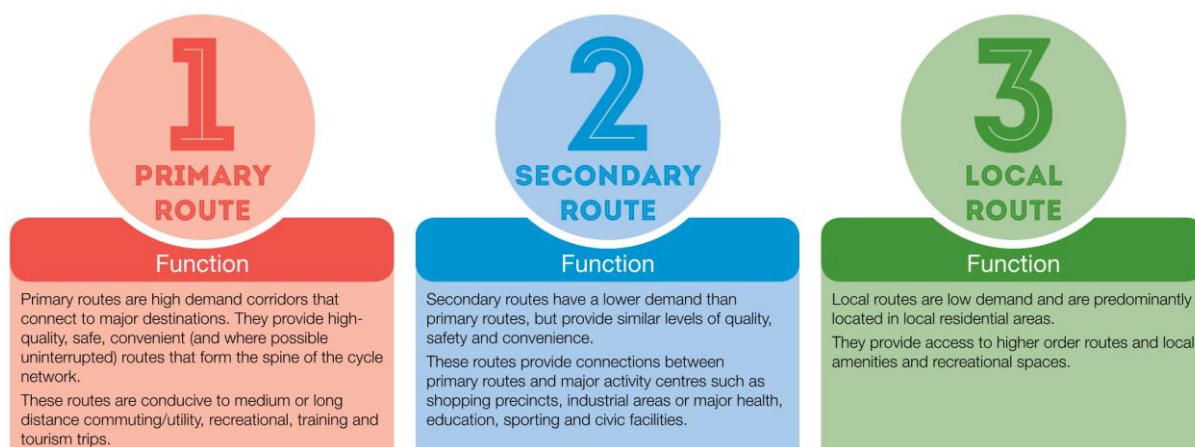 1
PRIMARY
ROUTE
Function
Primary routes are high demand corridors that
connect to major destinations. They provide high-
quality, safe, convenient (and where possible
uninterrupted) routes that form the spine of the cycle
network.
These routes are conducive to medium or long
distance commuting/utility, recreational, training and
tourism trips.
2
SECONDARY
ROUTE
Function
Secondary routes have a lower demand than
primary routes, but provide similar levels of quality,
safety and convenience.
These routes provide connections between
primary routes and major activity centres such as
shopping precincts, industrial areas or major health,
education, sporting and civic facilities.
3
LOCAL
ROUTE
Function
Local routes are low demand and are predominantly
located in local residential areas.
They provide access to higher order routes and local
amenities and recreational spaces.